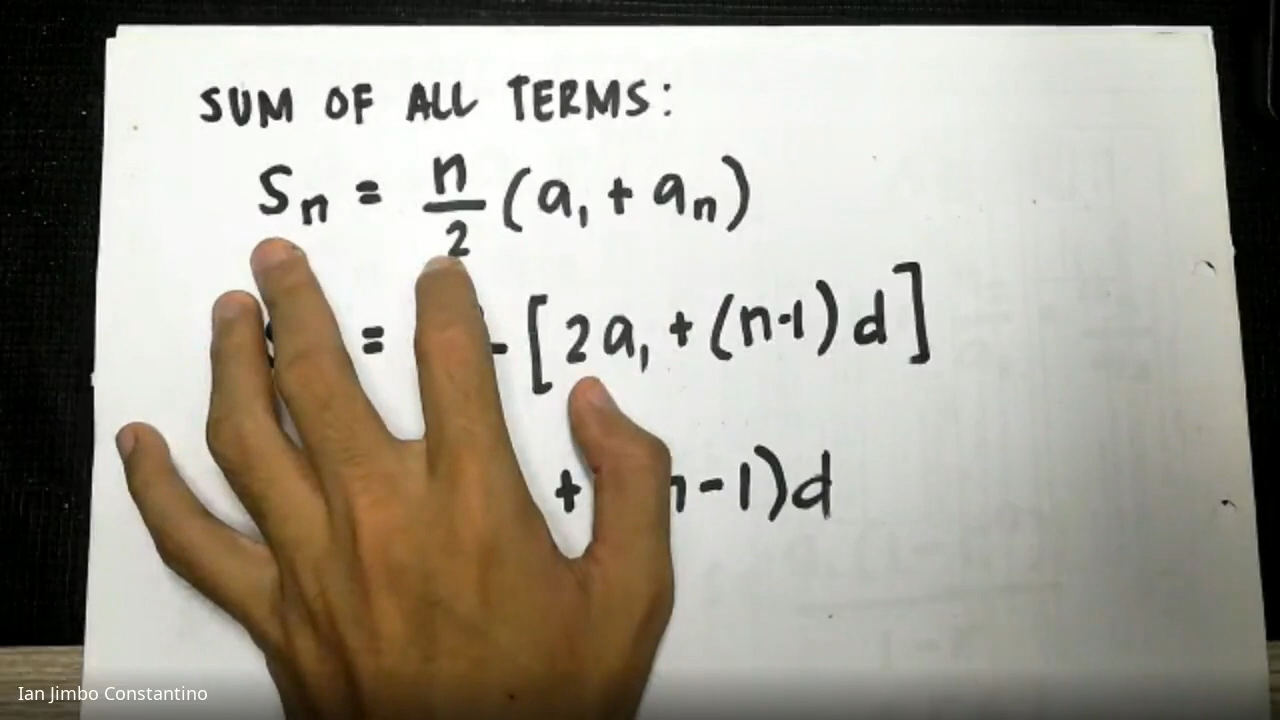 SUM OF ALL TERMS:
Sn = n/2 (a₁ + aₙ)
= [2a₁ + (n-1)d]
+ n-1)d
Ian Jimbo Constantino